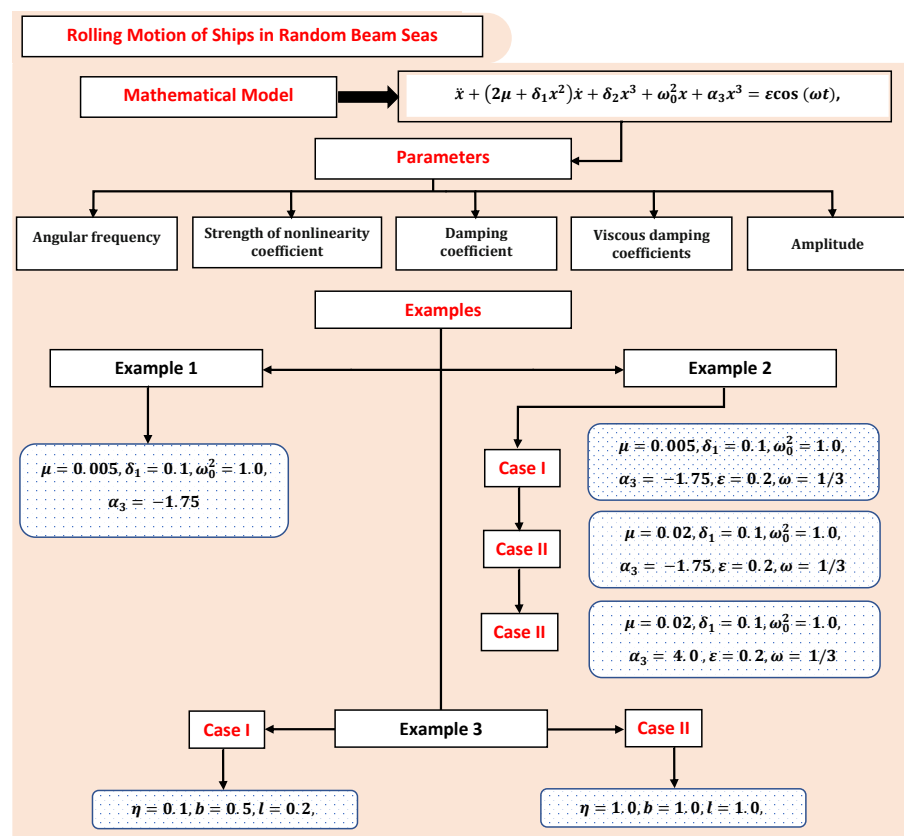 Rolling Motion of Ships in Random Beam Seas
Mathematical Model
ẍ + (2μ + δ₁x²)ẋ + δ₂x³ + ω₀²x + α₃x³ = εcos (ωt),
Parameters
Angular frequency
Strength of nonlinearity
coefficient
Damping
coefficient
Viscous damping
coefficients
Amplitude
Examples
Example 1
Example 2
μ = 0.005, δ₁ = 0.1, ω₀² = 1.0,
α₃ = −1.75
Case I
μ = 0.005, δ₁ = 0.1, ω₀² = 1.0,
α₃ = −1.75, ε = 0.2, ω = 1/3
Case II
μ = 0.02, δ₁ = 0.1, ω₀² = 1.0,
α₃ = −1.75, ε = 0.2, ω = 1/3
Case II
μ = 0.02, δ₁ = 0.1, ω₀² = 1.0,
α₃ = 4.0, ε = 0.2, ω = 1/3
Case I
Example 3
Case II
η = 0.1, b = 0.5, l = 0.2,
η = 1.0, b = 1.0, l = 1.0,